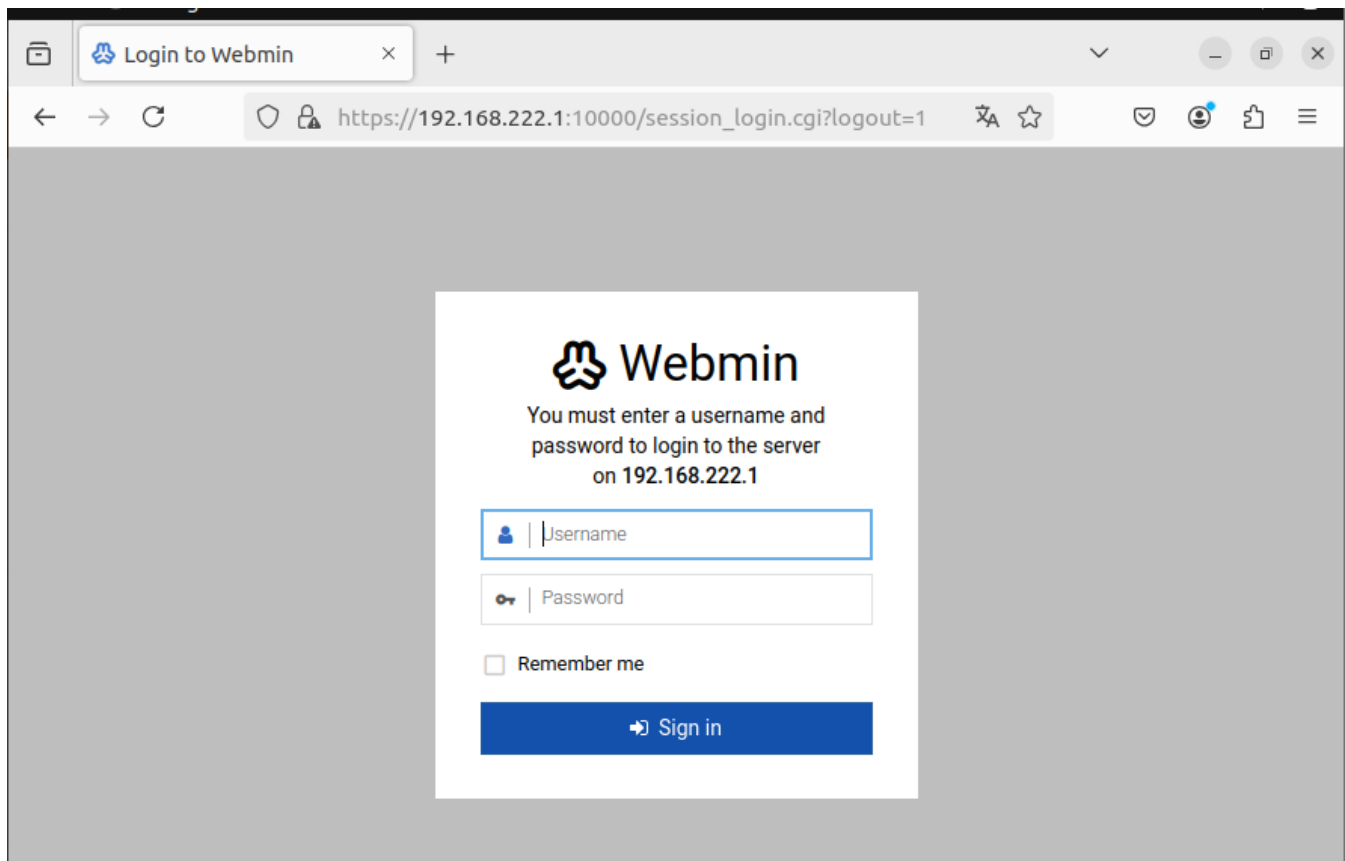 Login to Webmin
https://192.168.222.1:10000/session_login.cgi?logout=1
Webmin
You must enter a username and
password to login to the server
on 192.168.222.1
Username
Password
Remember me
Sign in